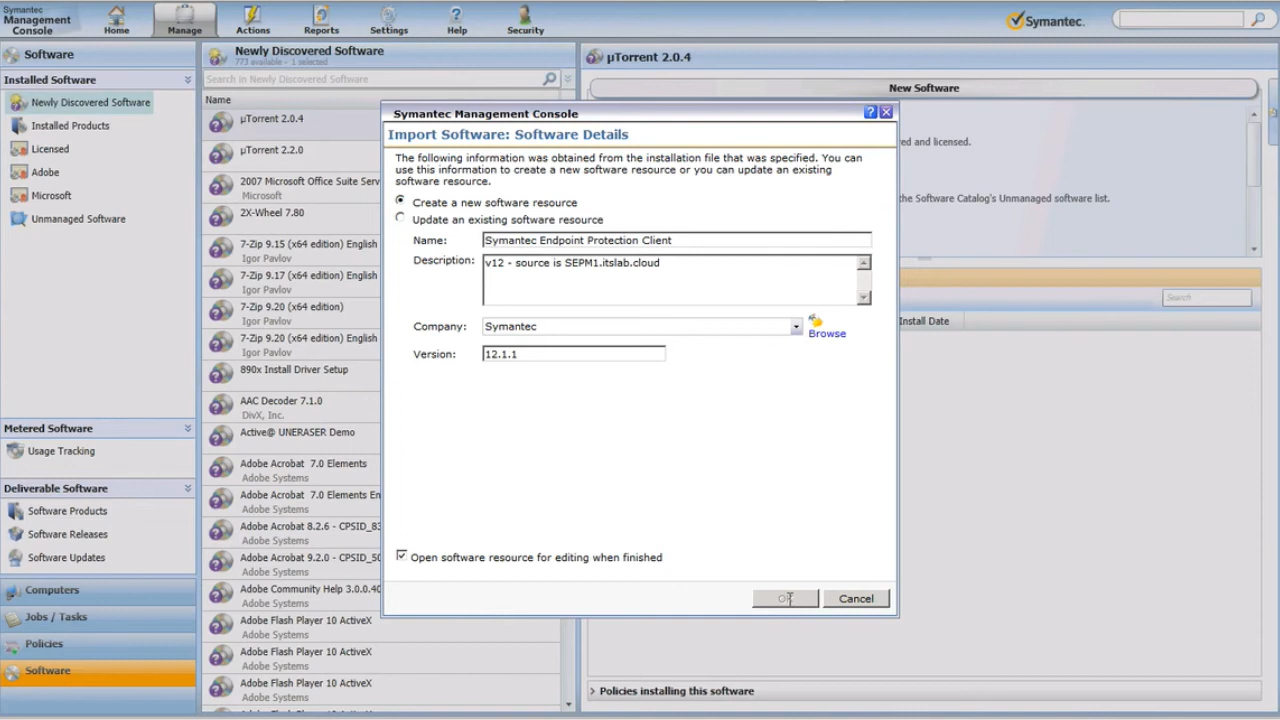 Symantec
Management
Console
Home
Manage
Actions
Reports
Settings
Help
Security
Symantec.
Software
Installed Software
Newly Discovered Software
Installed Products
Licensed
Adobe
Microsoft
Unmanaged Software
Metered Software
Usage Tracking
Deliverable Software
Software Products
Software Releases
Software Updates
Computers
Jobs / Tasks
Policies
Software
Newly Discovered Software
773 available - 1 selected
Search in Newly Discovered Software
Name
µTorrent 2.0.4
µTorrent 2.2.0
2007 Microsoft Office Suite Serv
Microsoft
2X-Wheel 7.80
7-Zip 9.15 (x64 edition) English
Igor Pavlov
7-Zip 9.17 (x64 edition) English
Igor Pavlov
7-Zip 9.20 (x64 edition)
Igor Pavlov
7-Zip 9.20 (x64 edition) English
Igor Pavlov
890x Install Driver Setup
AAC Decoder 7.1.0
DivX, Inc.
Active@ UNERASER Demo
Adobe Acrobat 7.0 Elements
Adobe Systems
Adobe Acrobat 7.0 Elements En
Adobe Systems
Adobe Acrobat 8.2.6 - CPSID_83
Adobe Systems
Adobe Acrobat 9.2.0 - CPSID_50
Adobe Systems
Adobe Community Help 3.0.0.40
Adobe Systems
Adobe Flash Player 10 ActiveX
Adobe Systems
Adobe Flash Player 10 ActiveX
Adobe Systems
Adobe Flash Player 10 ActiveX
Adobe Systems
Symantec Management Console
Import Software: Software Details
The following information was obtained from the installation file that was specified. You can
use this information to create a new software resource or you can update an existing
software resource.
Create a new software resource
Update an existing software resource
Name: Symantec Endpoint Protection Client
Description: v12 - source is SEPM1.itslab.cloud
Company: Symantec
Browse
Version: 12.1.1
Open software resource for editing when finished
Cancel
µTorrent 2.0.4
New Software
ed and licensed.
the Software Catalog's Unmanaged software list.
Search
Install Date
Policies installing this software